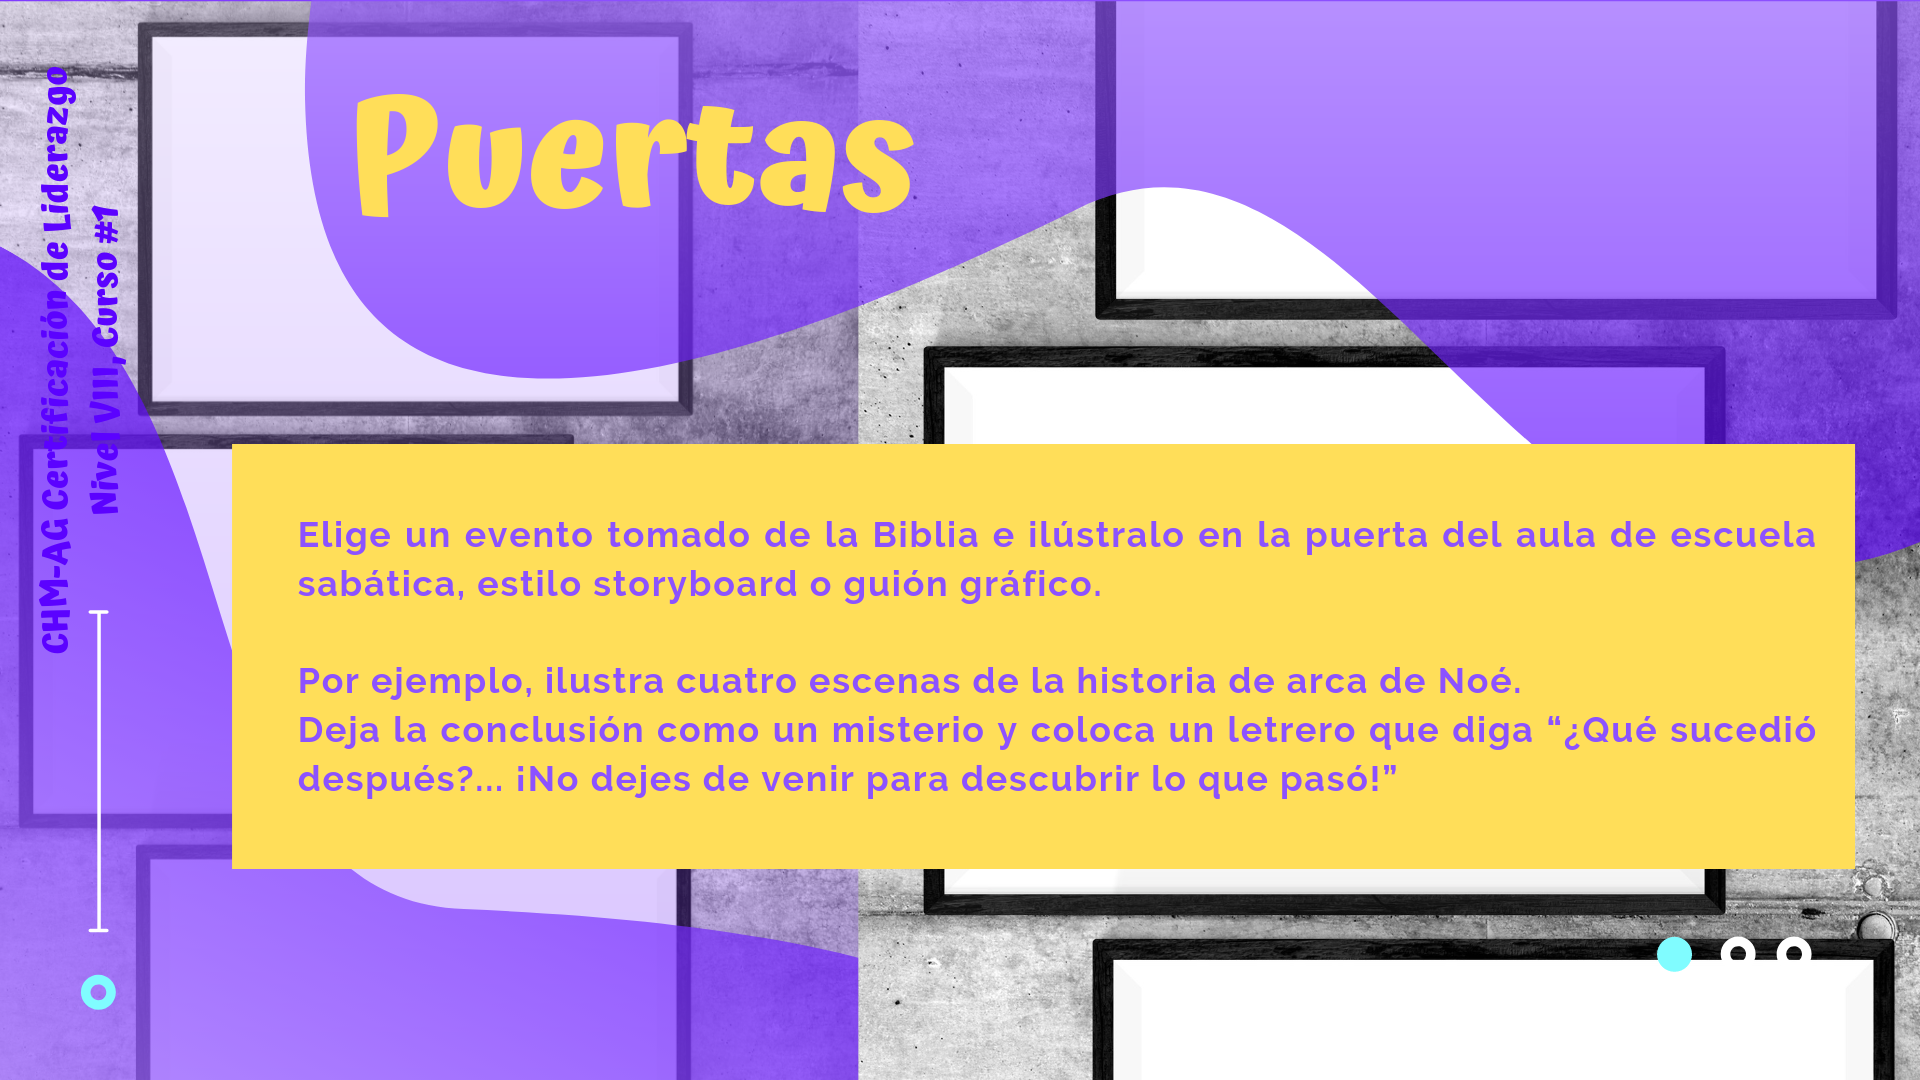 Puertas
CHM-AG Certificación de Liderazgo
Nivel VIII, Curso #1
Elige un evento tomado de la Biblia e ilústralo en la puerta del aula de escuela
sabática, estilo storyboard o guión gráfico.
Por ejemplo, ilustra cuatro escenas de la historia de arca de Noé.
Deja la conclusión como un misterio y coloca un letrero que diga “¿Qué sucedió
después?... ¡No dejes de venir para descubrir lo que pasó!”